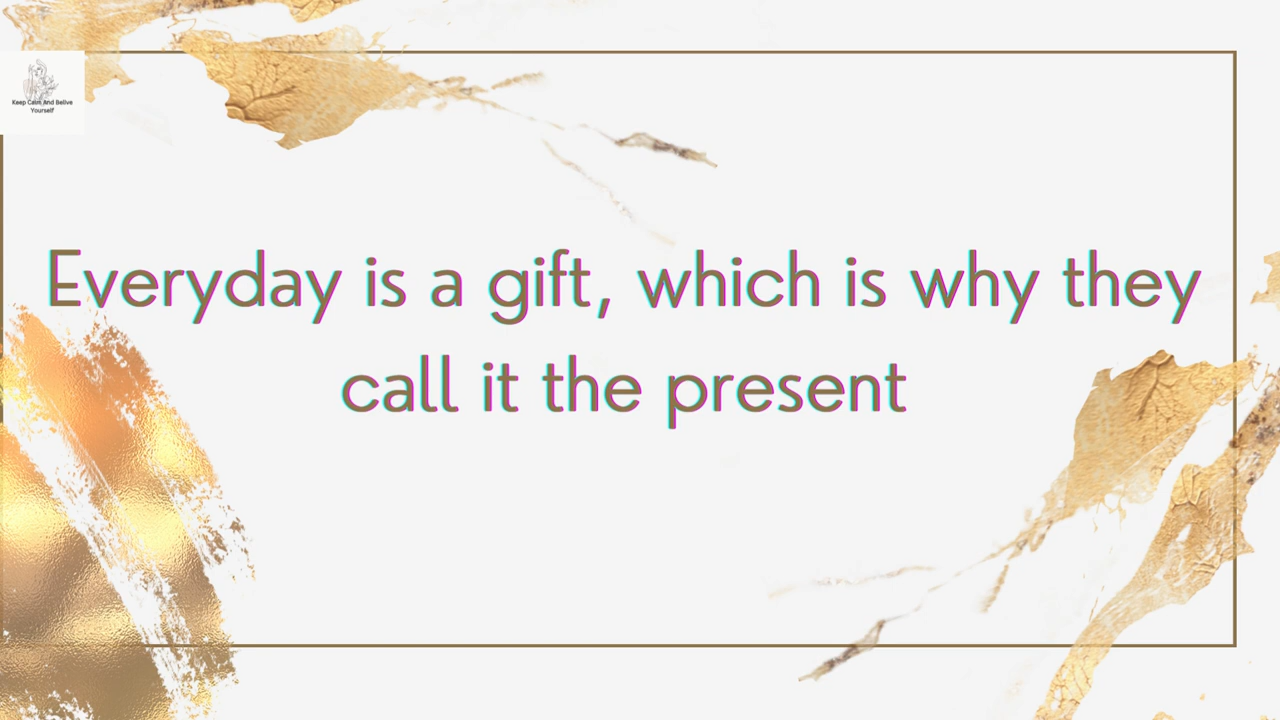 Keep Calm And Belive
Yourself
Everyday is a gift, which is why they
call it the present